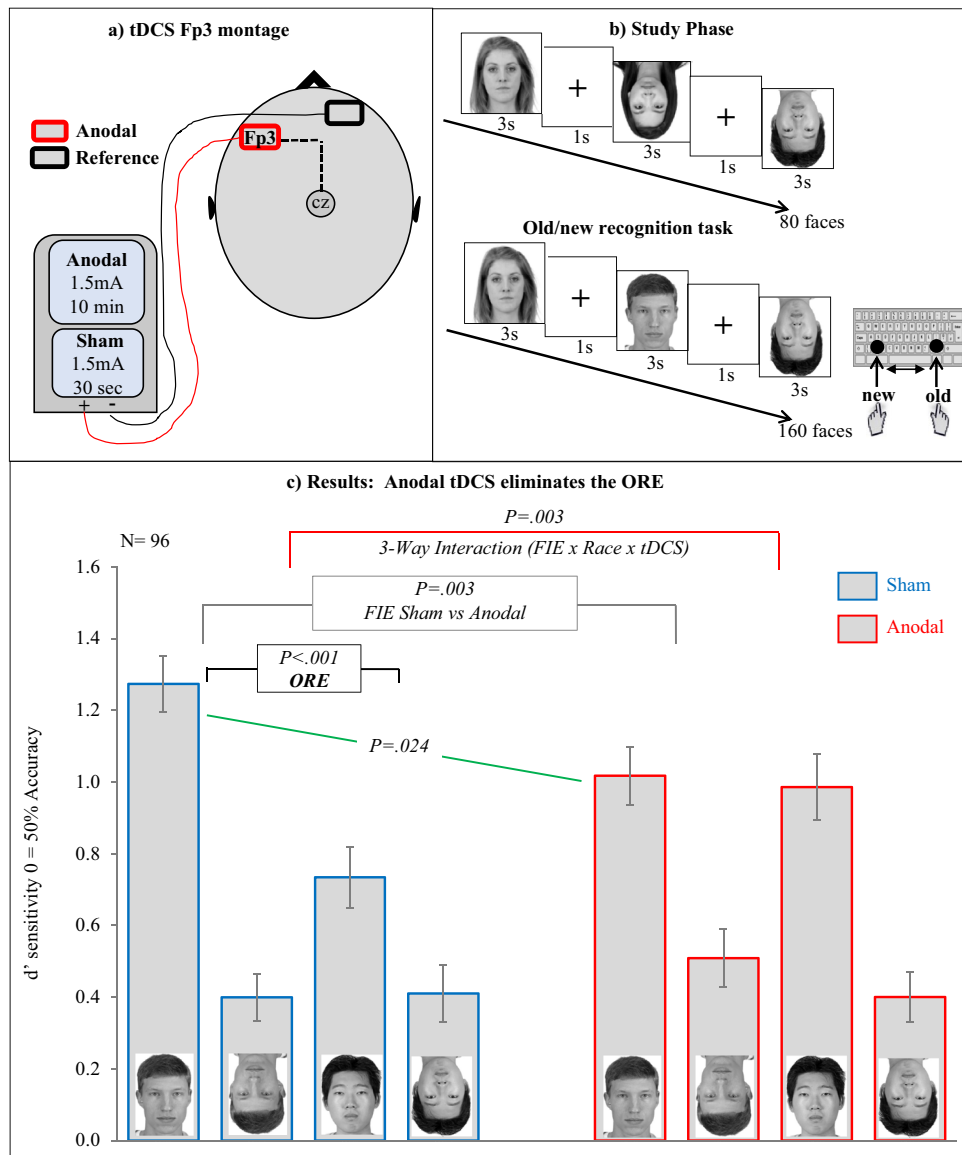 a) tDCS Fp3 montage
Anodal
Reference
Fp3
cz
Anodal
1.5mA
10 min
Sham
1.5mA
30 sec
+ -
b) Study Phase
+
+
3s
1s
3s
1s
3s
80 faces
Old/new recognition task
+
+
3s
1s
3s
1s
3s
160 faces
new
old
c) Results: Anodal tDCS eliminates the ORE
P=.003
N= 96
3-Way Interaction (FIE x Race x tDCS)
P=.003
FIE Sham vs Anodal
P<.001
ORE
P=.024
Sham
Anodal
d’ sensitivity 0 = 50% Accuracy
1.6
1.4
1.2
1.0
0.8
0.6
0.4
0.2
0.0